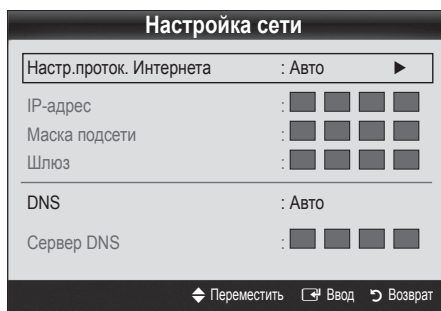 Настройка сети
Настр.проток. Интернета : Авто ►
IP-адрес :
Маска подсети :
Шлюз :
DNS : Авто
Сервер DNS :
Переместить Ввод Возврат